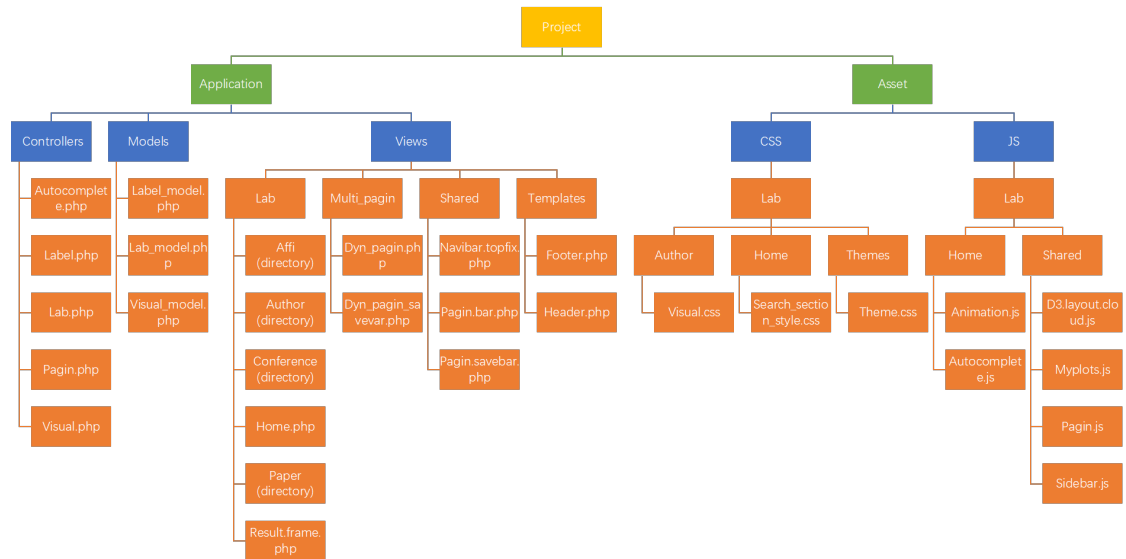 Project
Application
Asset
Controllers
Models
Views
CSS
JS
Autocomplet
e.php
Label.php
Lab.php
Pagin.php
Visual.php
Label_model.
php
Lab_model.ph
p
Visual_model.
php
Lab
Multi_pagin
Shared
Templates
Affi
(directory)
Author
(directory)
Conference
(directory)
Home.php
Paper
(directory)
Result.frame.
php
Dyn_pagin.ph
p
Dyn_pagin_sa
vevar.php
Navibar.topfix.
php
Pagin.bar.php
Pagin.savebar.
php
Footer.php
Header.php
Lab
Author
Home
Themes
Visual.css
Search_sectio
n_style.css
Theme.css
Lab
Home
Shared
Animation.js
Autocomplet
e.js
D3.layout.clo
ud.js
Myplots.js
Pagin.js
Sidebar.js